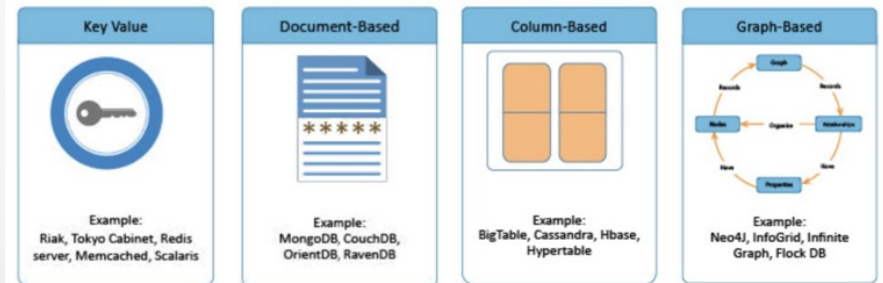 Key Value
Example:
Riak, Tokyo Cabinet, Redis
server, Memcached, Scalaris
Document-Based
*****
Example:
MongoDB, CouchDB,
OrientDB, RavenDB
Column-Based
Example:
BigTable, Cassandra, Hbase,
Hypertable
Graph-Based
Graph
Records
Records
Nodes
Organize
Relationships
Have
Have
Properties
Example:
Neo4J, InfoGrid, Infinite
Graph, Flock DB